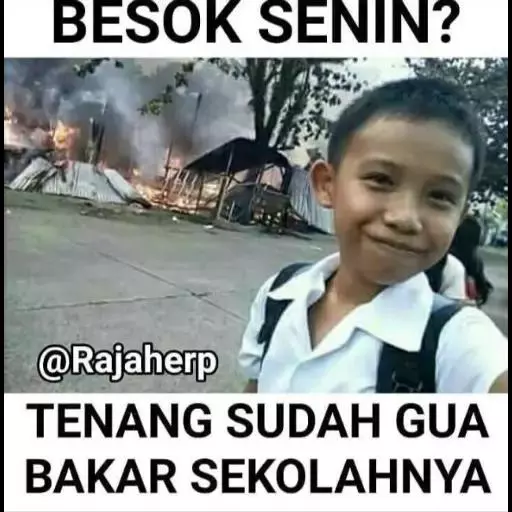 BESOK SENIN?
@Rajaherp
TENANG SUDAH GUA
BAKAR SEKOLAHNYA